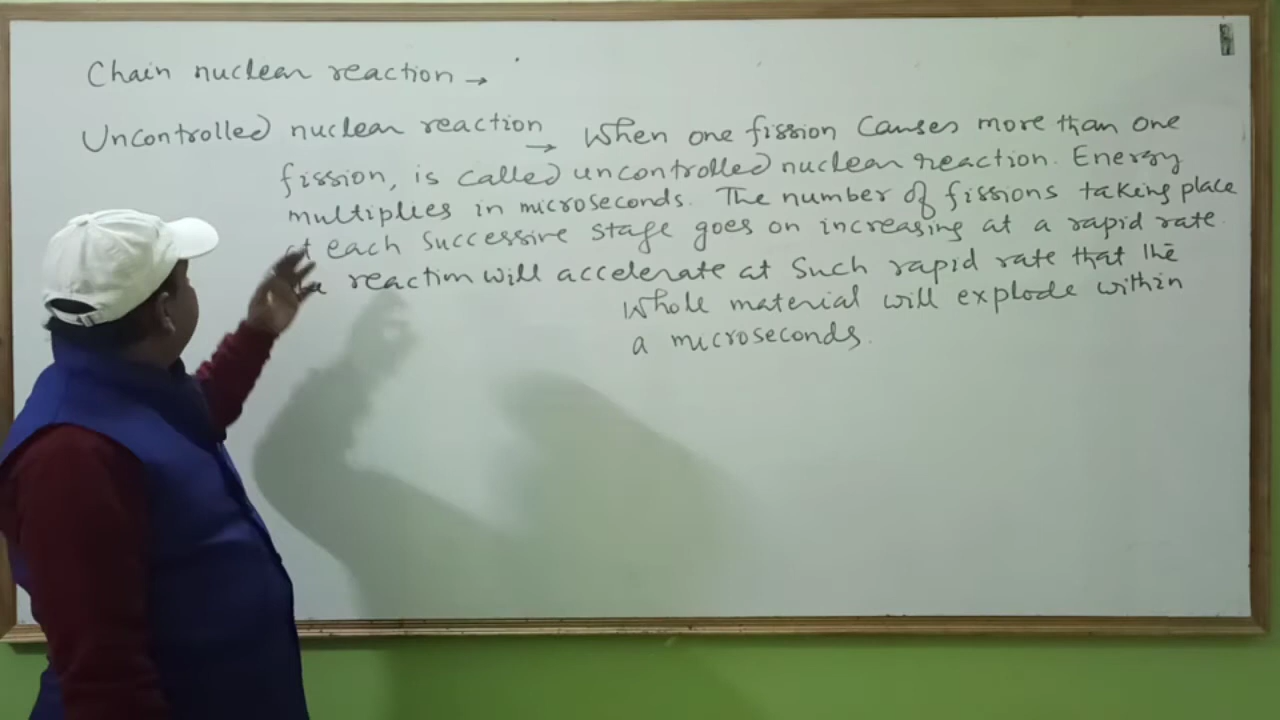 Chain nuclear reaction →
Uncontrolled nuclear reaction → When one fission causes more than one
fission, is called uncontrolled nuclear reaction. Energy
multiplies in microseconds. The number of fissions taking place
at each successive stage goes on increasing at a rapid rate.
reaction will accelerate at such rapid rate that the
whole material will explode within
a microseconds.